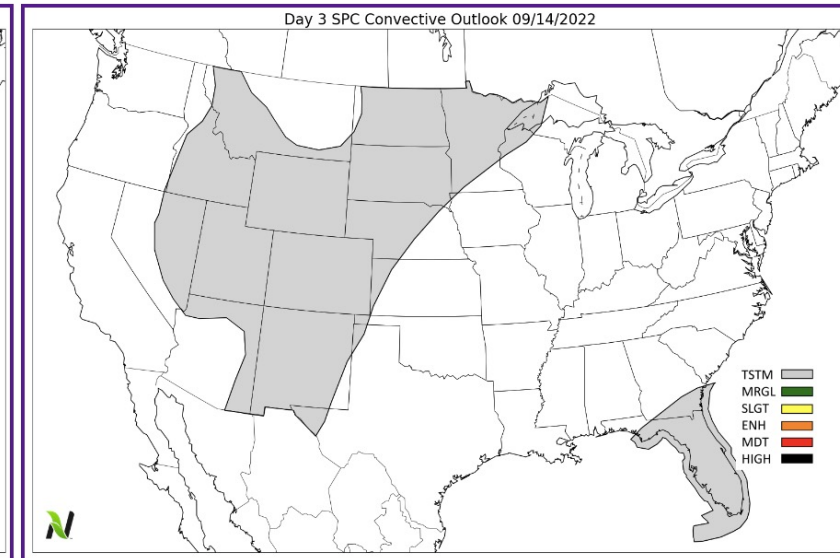 Day 3 SPC Convective Outlook 09/14/2022
TSTM
MRGL
SLGT
ENH
MDT
HIGH
N